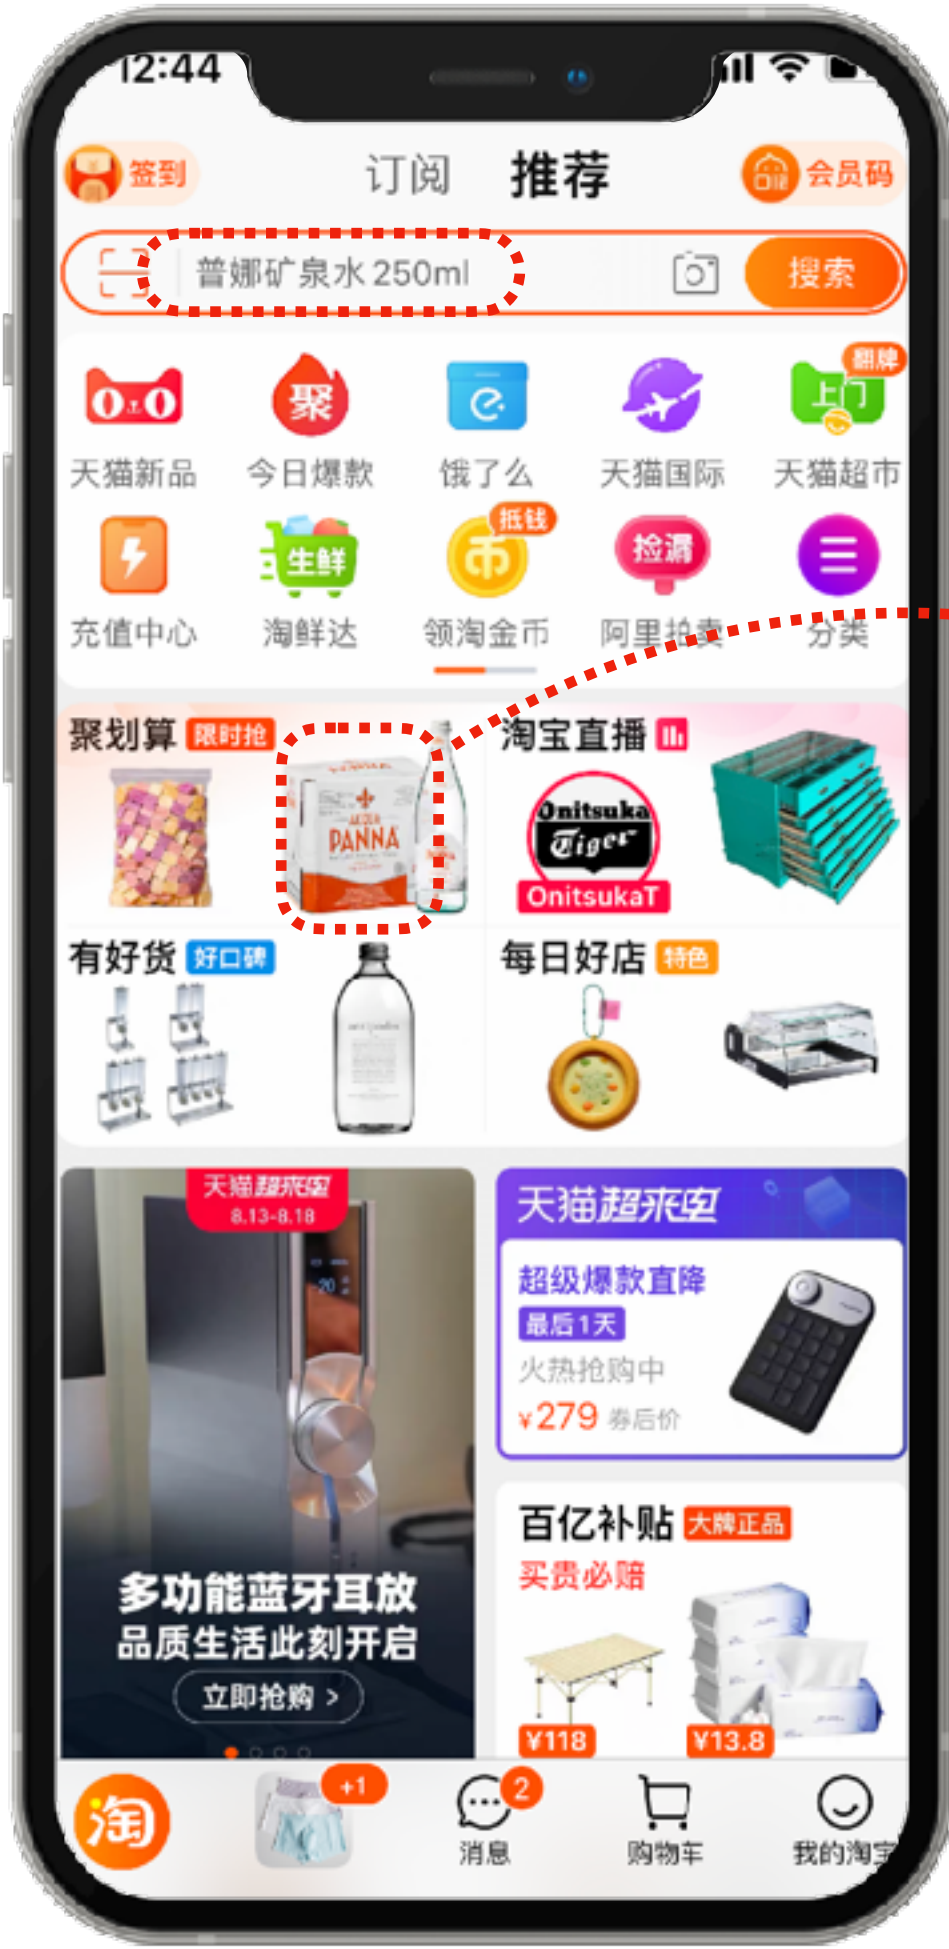 12:44
签到
订阅
推荐
会员码
普娜矿泉水 250ml
搜索
聚
e
翻牌
上门
天猫新品
今日爆款
饿了么
天猫国际
天猫超市
生鲜
抵钱
币
捡漏
充值中心
淘鲜达
领淘金币
阿里拍卖
分类
聚划算
限时抢
淘宝直播
ACQUA
PANNA
Onitsuka
Tiger
OnitsukaT
有好货
好口碑
每日好店
特色
天猫超来电
8.13-8.18
20
多功能蓝牙耳放
品质生活此刻开启
立即抢购 >
天猫超来电
超级爆款直降
最后1天
火热抢购中
¥279 券后价
百亿补贴
大牌正品
买贵必赔
¥118
¥13.8
淘
+1
2
消息
购物车
我的淘宝